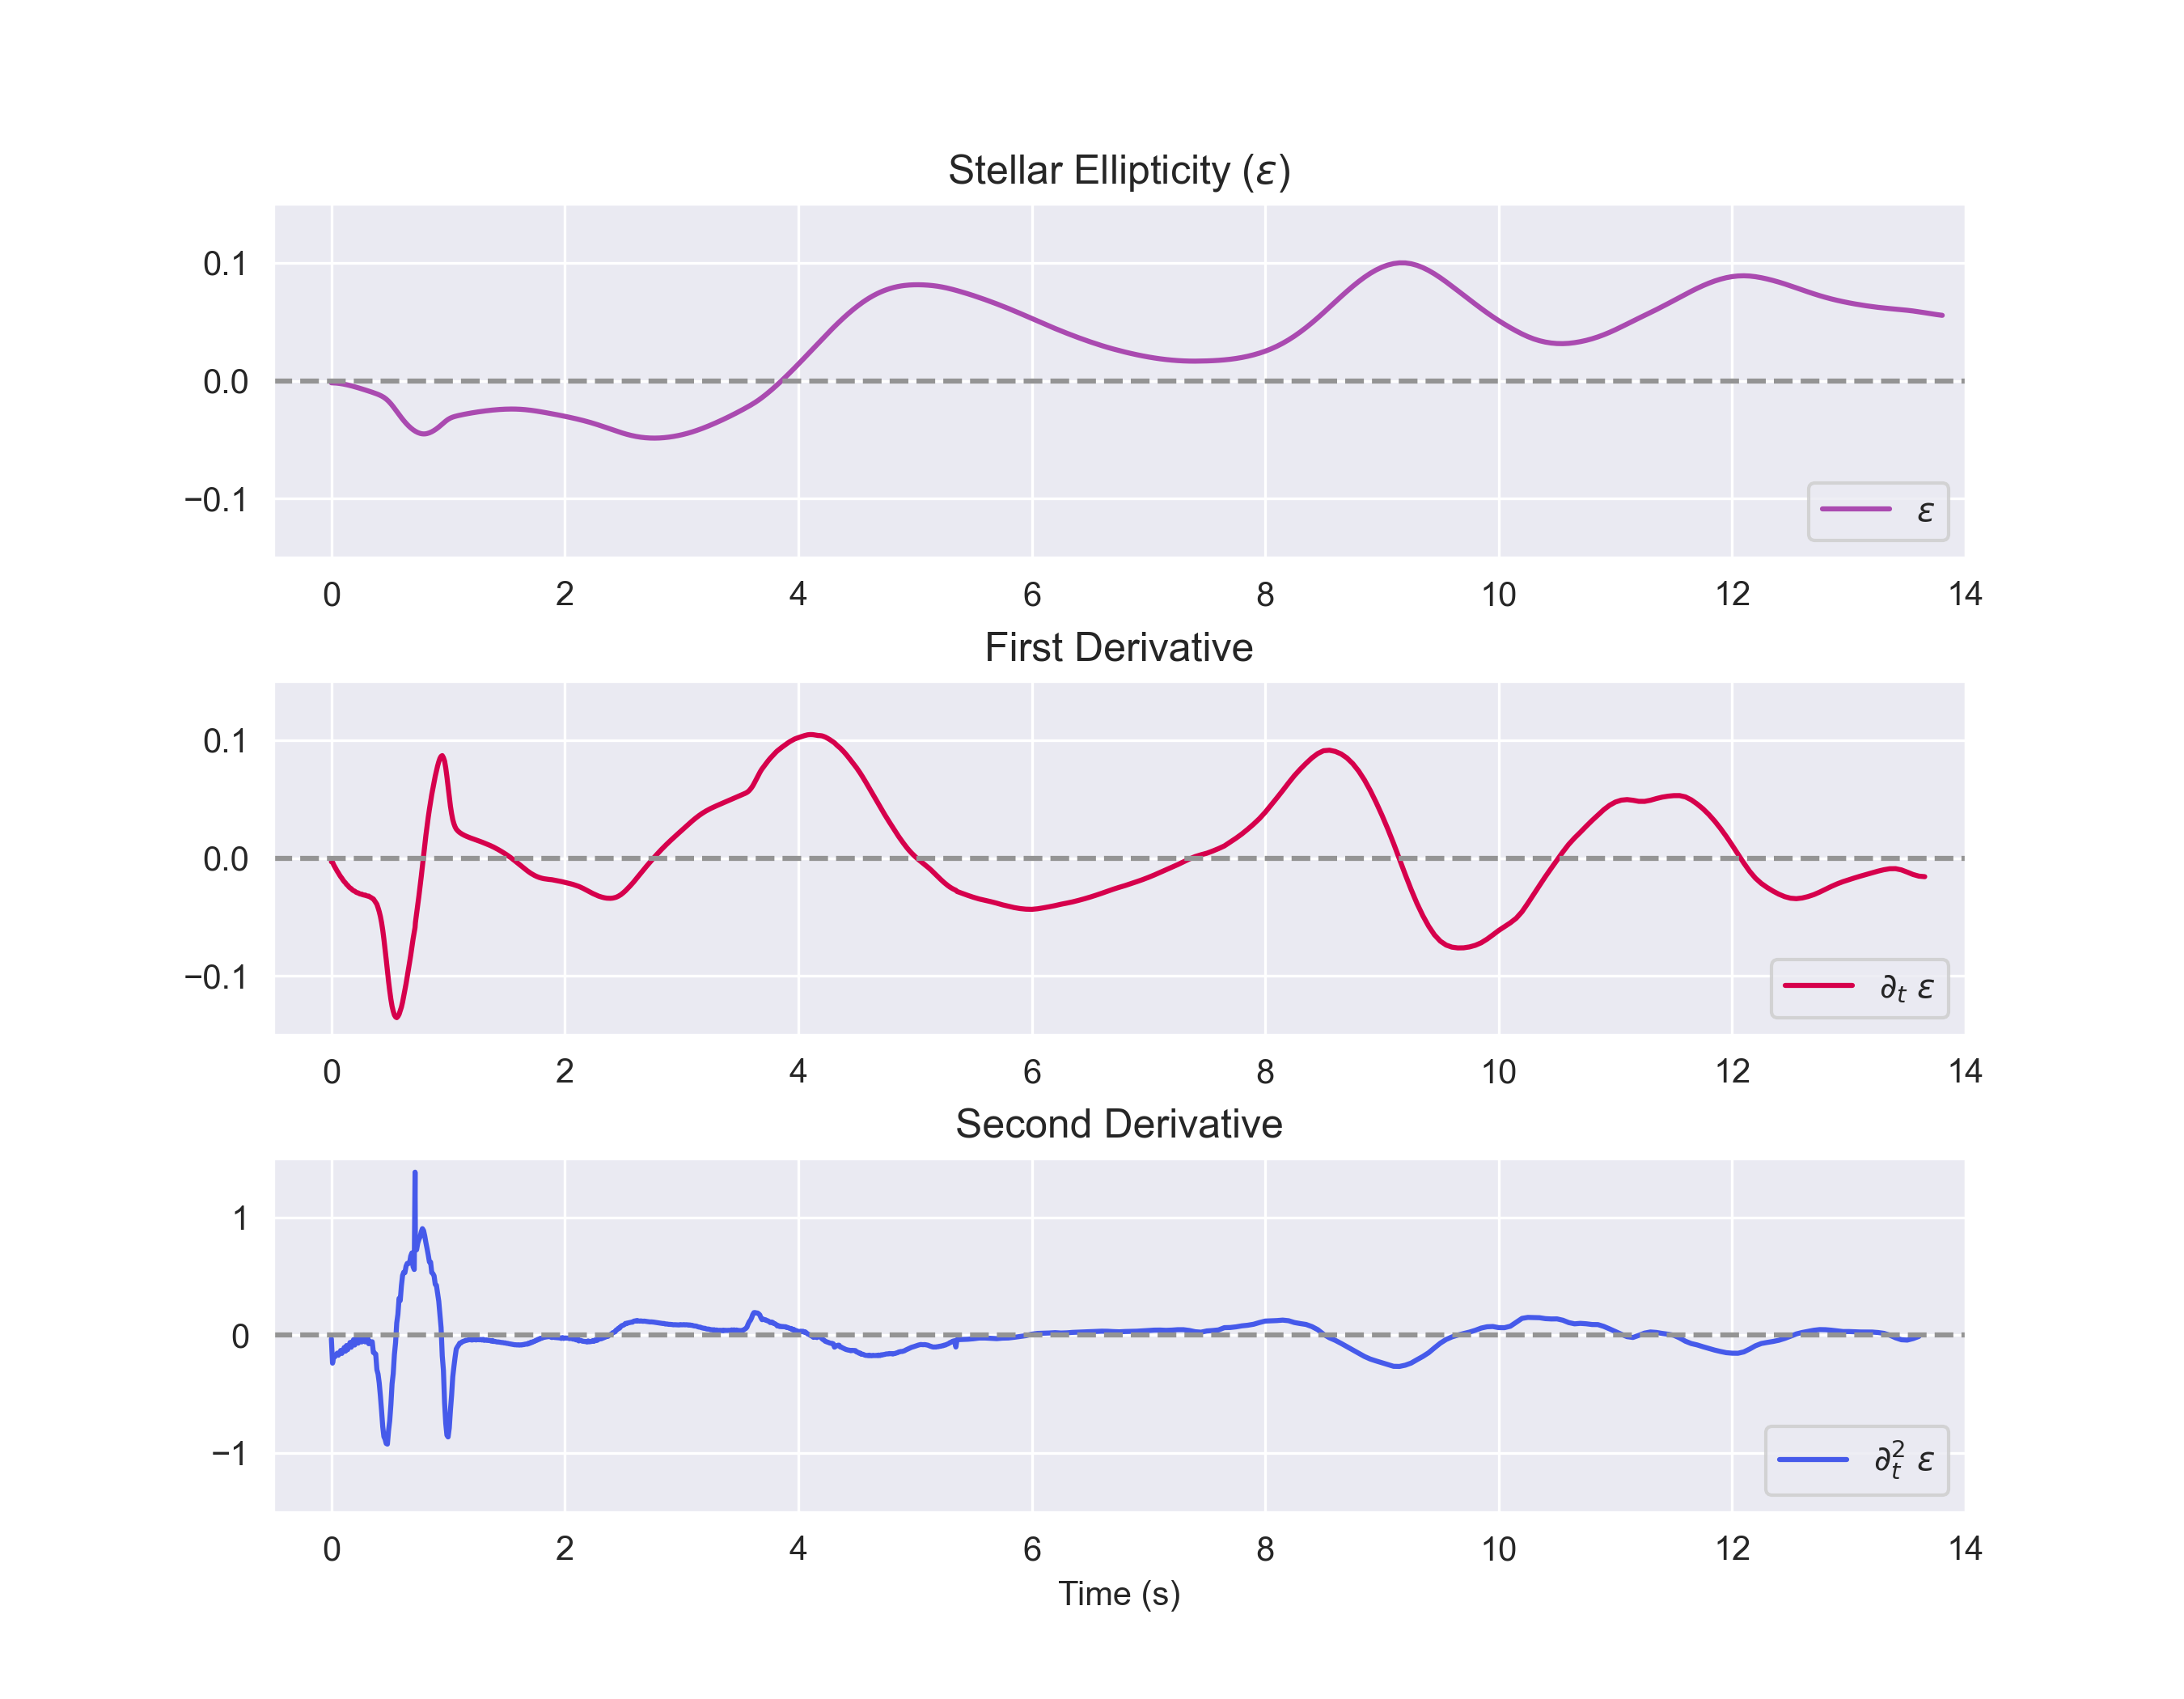 Stellar Ellipticity (ε)
0.1
0.0
−0.1
ε
0 2 4 6 8 10 12 14
First Derivative
0.1
0.0
−0.1
∂ₜ ε
0 2 4 6 8 10 12 14
Second Derivative
1
0
−1
∂ₜ² ε
0 2 4 6 8 10 12 14
Time (s)